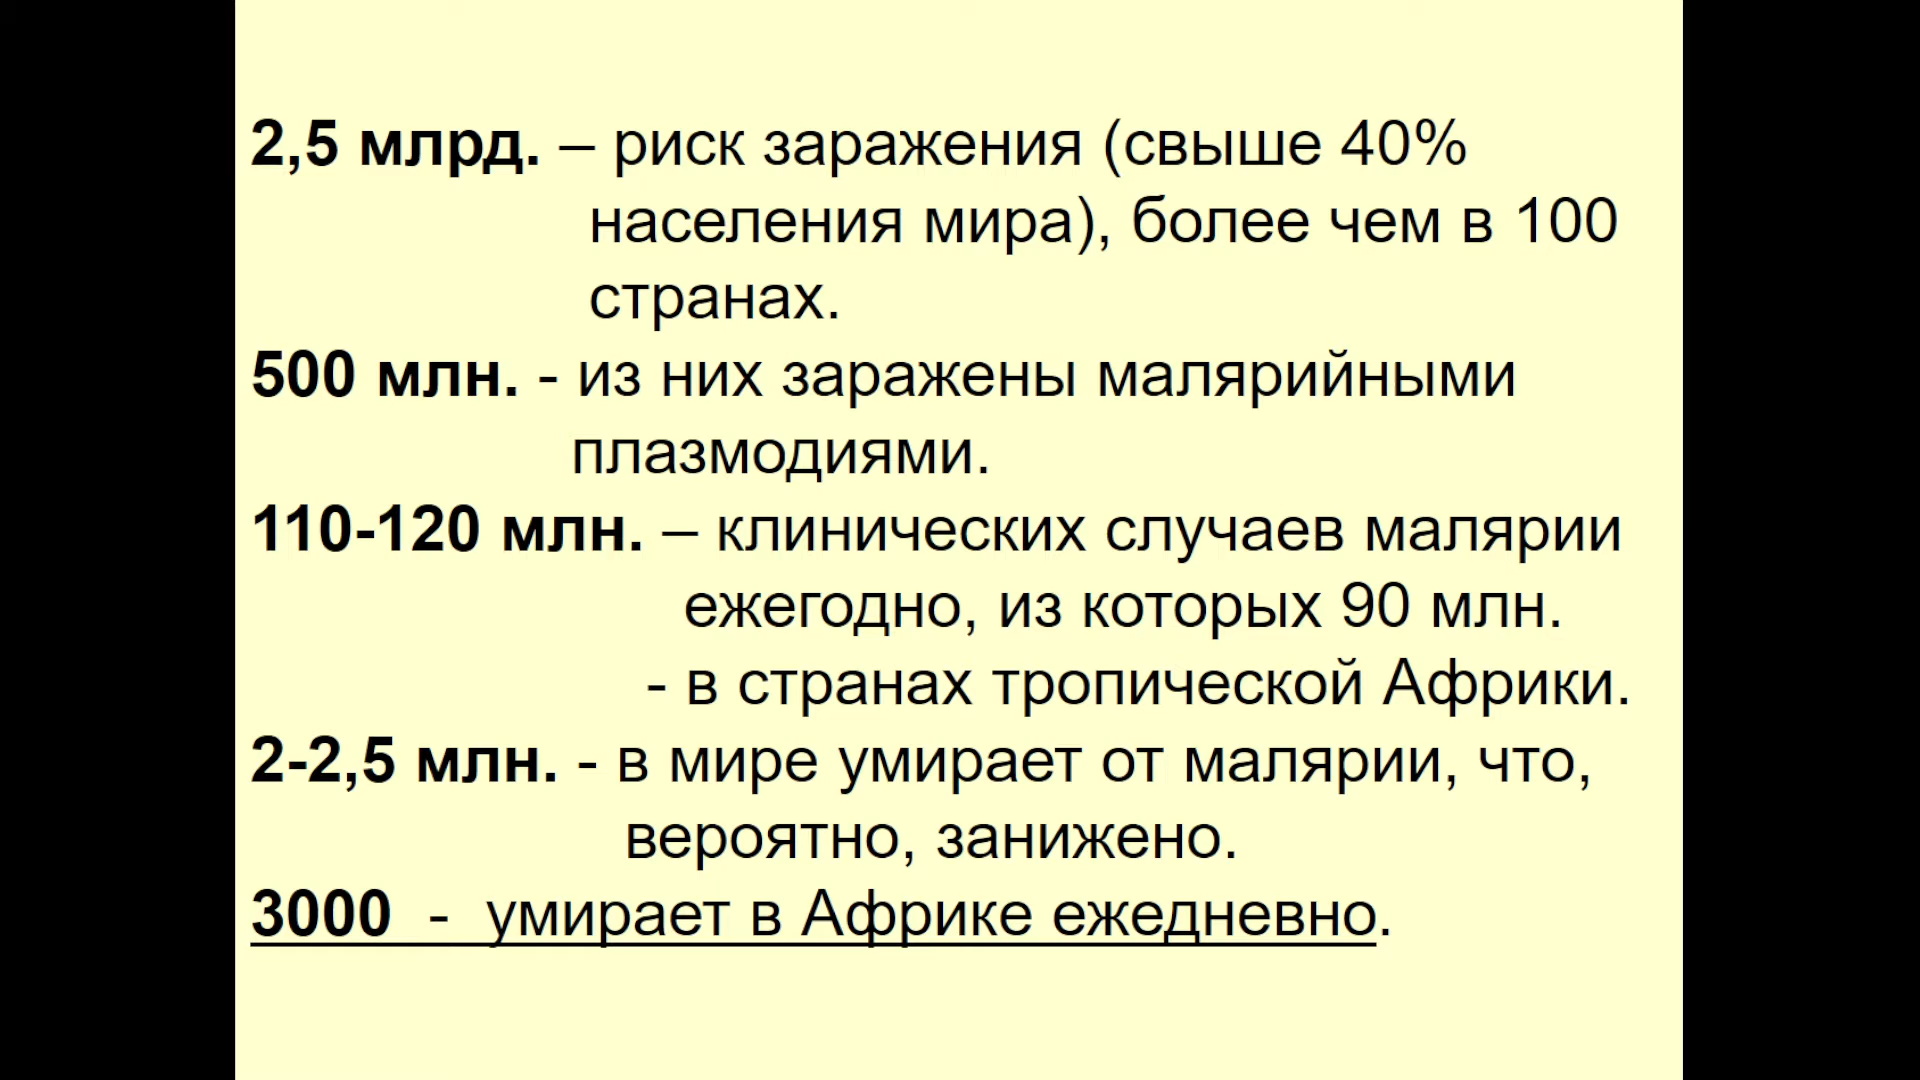 2,5 млрд. – риск заражения (свыше 40%
населения мира), более чем в 100
странах.
500 млн. - из них заражены малярийными
плазмодиями.
110-120 млн. – клинических случаев малярии
ежегодно, из которых 90 млн.
- в странах тропической Африки.
2-2,5 млн. - в мире умирает от малярии, что,
вероятно, занижено.
3000 - умирает в Африке ежедневно.